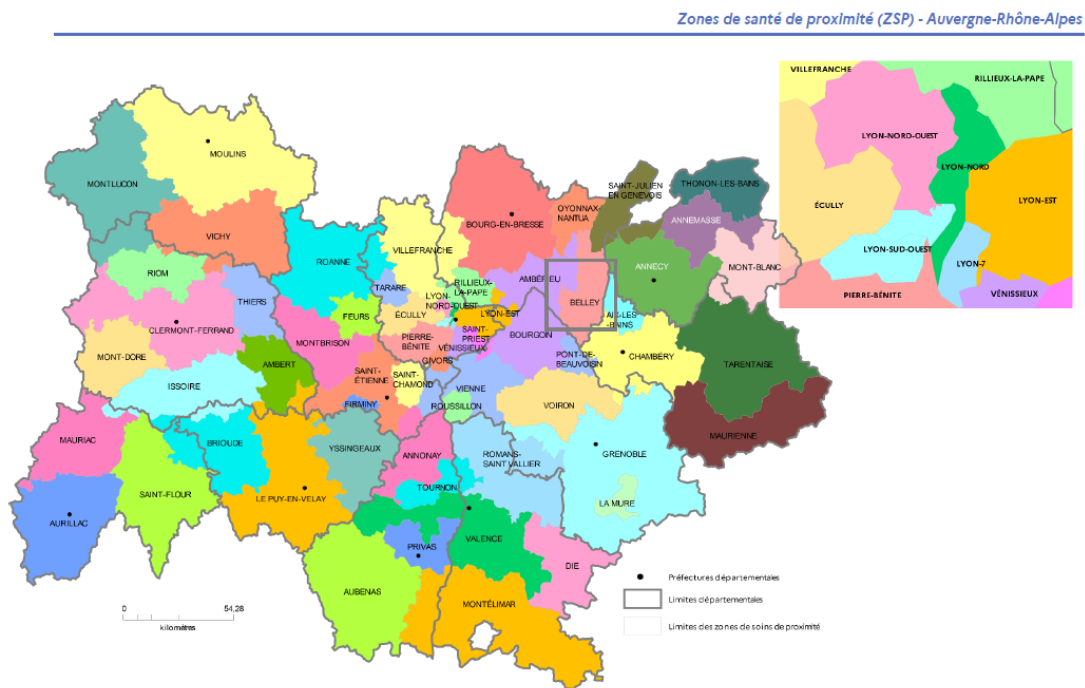 Zones de santé de proximité (ZSP) - Auvergne-Rhône-Alpes
VILLEFRANCHE
RILLIEUX-LA-PAPE
LYON-NORD-OUEST
LYON-NORD
LYON-EST
ÉCULLY
LYON-SUD-OUEST
LYON-7
PIERRE-BÉNITE
VÉNISSIEUX
MOULINS
MONTLUCON
VICHY
RIOM
THIERS
CLERMONT-FERRAND
MONT-DORE
ISSOIRE
AMBERT
ROANNE
TARARE
FEURS
MONTBRISON
SAINT-
ÉTIENNE
SAINT-
CHAMOND
FIRMINY
VILLEFRANCHE
BOURG-EN-BRESSE
OYONNAX-
NANTUA
SAINT-JULIEN
EN GENEVOIS
THONON-LES-BAINS
ANNEMASSE
MONT-BLANC
ANNECY
AMBÉRIEU
BELLEY
RILLIEUX-
LA-PAPE
LYON-
NORD-OUEST
LYON-EST
ÉCULLY
SAINT-
PRIEST
VÉNISSIEUX
PIERRE-
BÉNITE
GIVORS
BOURGOIN
AIX-LES
BAINS
CHAMBÉRY
PONT-DE-
BEAUVOISIN
TARENTAISE
MAURIENNE
VIENNE
ROUSSILLON
VOIRON
GRENOBLE
LA MURE
MAURIAC
AURILLAC
SAINT-FLOUR
BRIOUDE
LE PUY-EN-VELAY
YSSINGEAUX
ANNONAY
TOURNON
ROMANS-
SAINT VALLIER
PRIVAS
VALENCE
DIE
AUBENAS
MONTÉLIMAR
0
54,28
kilomètres
Préfectures départementales
Limites départementales
Limites des zones de soins de proximité